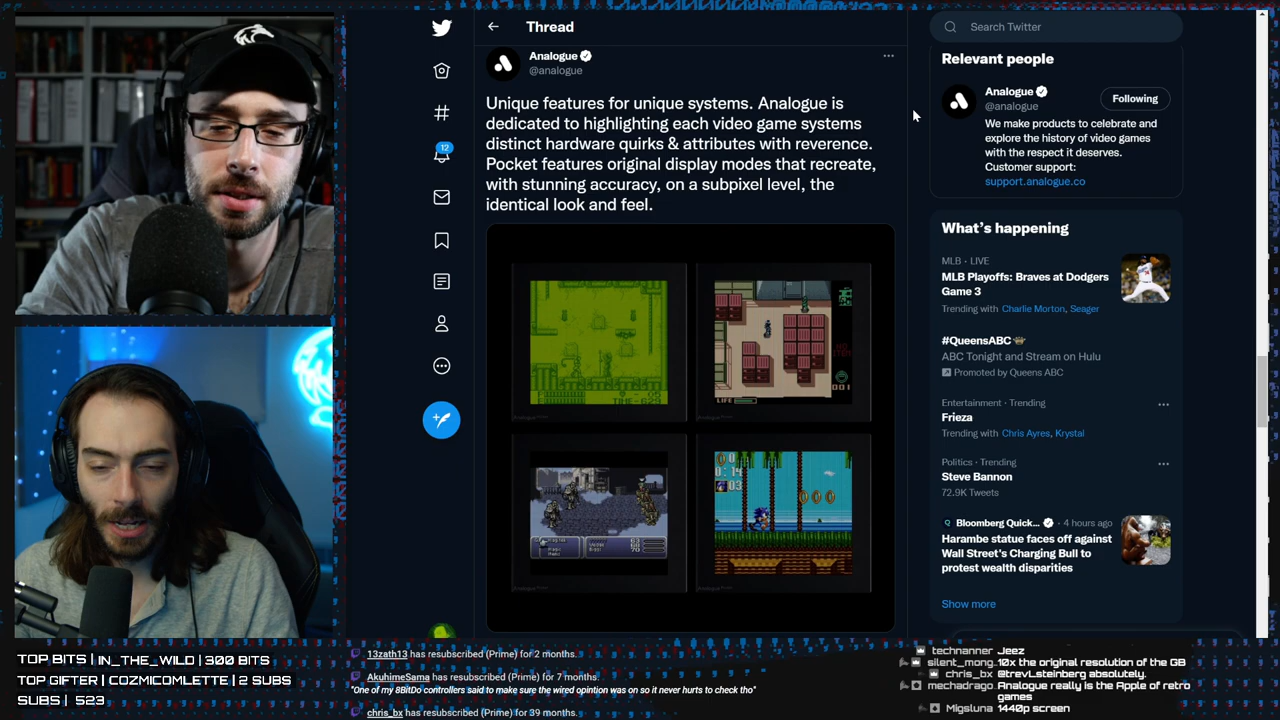 Thread
Search Twitter
Analogue
@analogue
Unique features for unique systems. Analogue is
dedicated to highlighting each video game systems
distinct hardware quirks & attributes with reverence.
Pocket features original display modes that recreate,
with stunning accuracy, on a subpixel level, the
identical look and feel.
12
TIME-629
LIFE
001
0:14
03
Relevant people
Analogue
@analogue
Following
We make products to celebrate and
explore the history of video games
with the respect it deserves.
Customer support:
support.analogue.co
What's happening
MLB · LIVE
MLB Playoffs: Braves at Dodgers
Game 3
Trending with Charlie Morton, Seager
#QueensABC
ABC Tonight and Stream on Hulu
Promoted by Queens ABC
Entertainment · Trending
Frieza
Trending with Chris Ayres, Krystal
Politics · Trending
Steve Bannon
72.9K Tweets
Bloomberg Quick... · 4 hours ago
Harambe statue faces off against
Wall Street's Charging Bull to
protest wealth disparities
Show more
TOP BITS | IN_THE_WILD | 300 BITS
TOP GIFTER | COZMICOMLETTE | 2 SUBS
SUBS | 523
13zath13 has resubscribed (Prime) for 2 months.
AkuhimeSama has resubscribed (Prime) for 7 months.
"One of my 8BitDo controllers said to make sure the wired opintion was on so it never hurts to check tho"
chris_bx has resubscribed (Prime) for 39 months.
technanner Jeez
silent_mong. 10x the original resolution of the GB
chris_bx @trevLsteinberg absolutely.
mechadrago. Analogue really is the Apple of retro
games
Migsluna 1440p screen